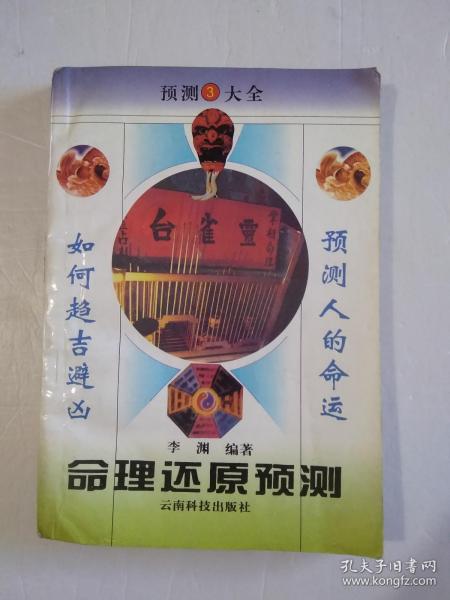 预测3大全
靈雀台
预测人的命运
如何趋吉避凶
李渊 编著
命理还原预测
云南科技出版社
孔夫子旧书网
www.kongfz.com